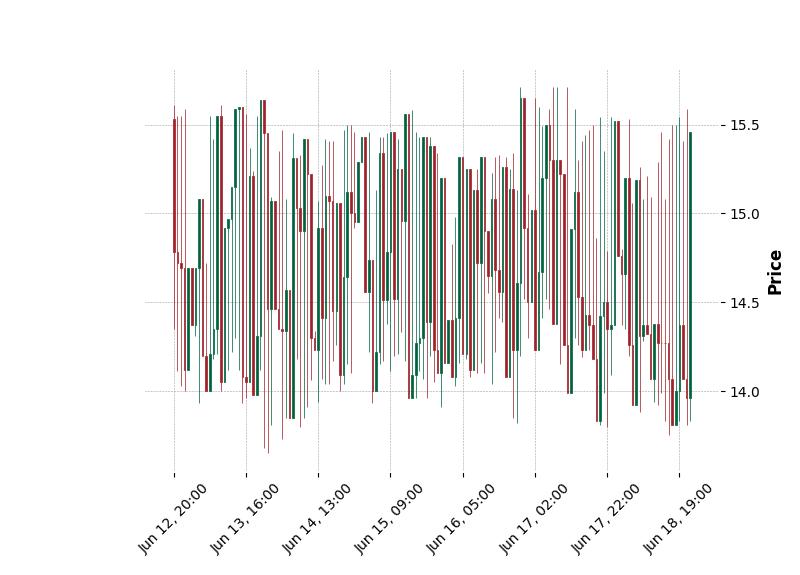 15.5
15.0
14.5
14.0
Price
Jun 12, 20:00
Jun 13, 16:00
Jun 14, 13:00
Jun 15, 09:00
Jun 16, 05:00
Jun 17, 02:00
Jun 17, 22:00
Jun 18, 19:00